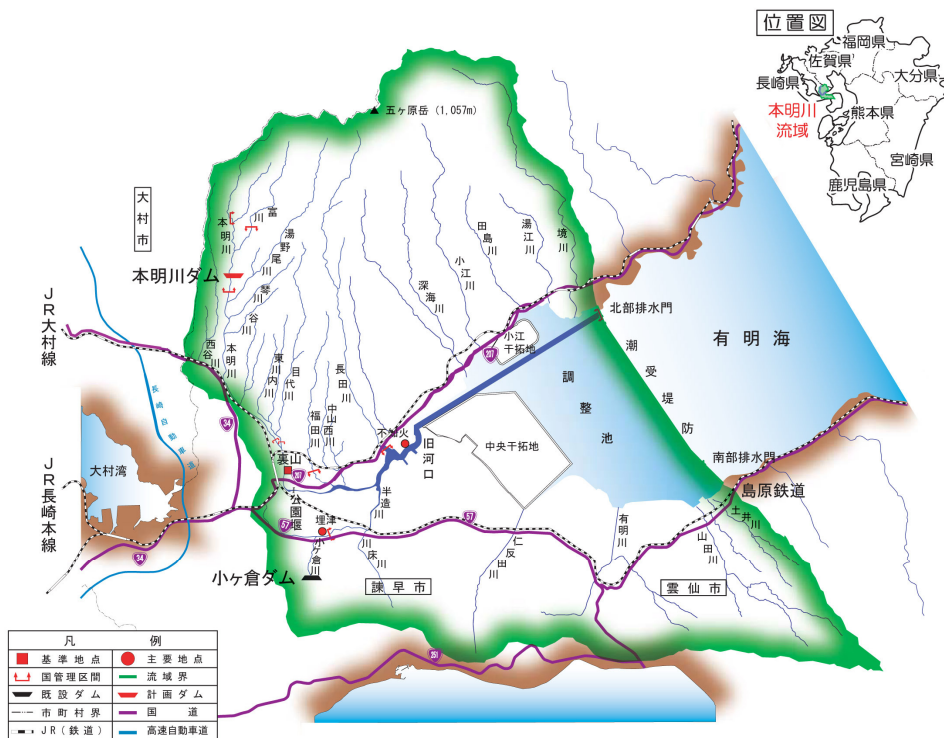 位置図
福岡県
佐賀県
大分県
長崎県
熊本県
本明川
流域
宮崎県
鹿児島県
五ヶ原岳（1,057m）
大村市
本明川
富川
湯野尾川
琴川
谷川
本明川ダム
田島川
湯江川
境川
小江川
深海川
JR大村線
西谷川
本明川
東川内川
目代川
福田川
中山西川
長田川
長崎自動車道
34
207
小江
干拓地
北部排水門
有明海
潮受堤防
調整池
中央干拓地
不知火
旧河口
裏山
207
南部排水門
島原鉄道
大村湾
JR長崎本線
公園堰
半造川
57
埋津
小ヶ倉川
川床川
57
仁反田川
有明川
山田川
土井川
34
小ヶ倉ダム
諫早市
雲仙市
251
凡例
基準地点
主要地点
国管理区間
流域界
既設ダム
計画ダム
市町村界
国道
JR(鉄道)
高速自動車道